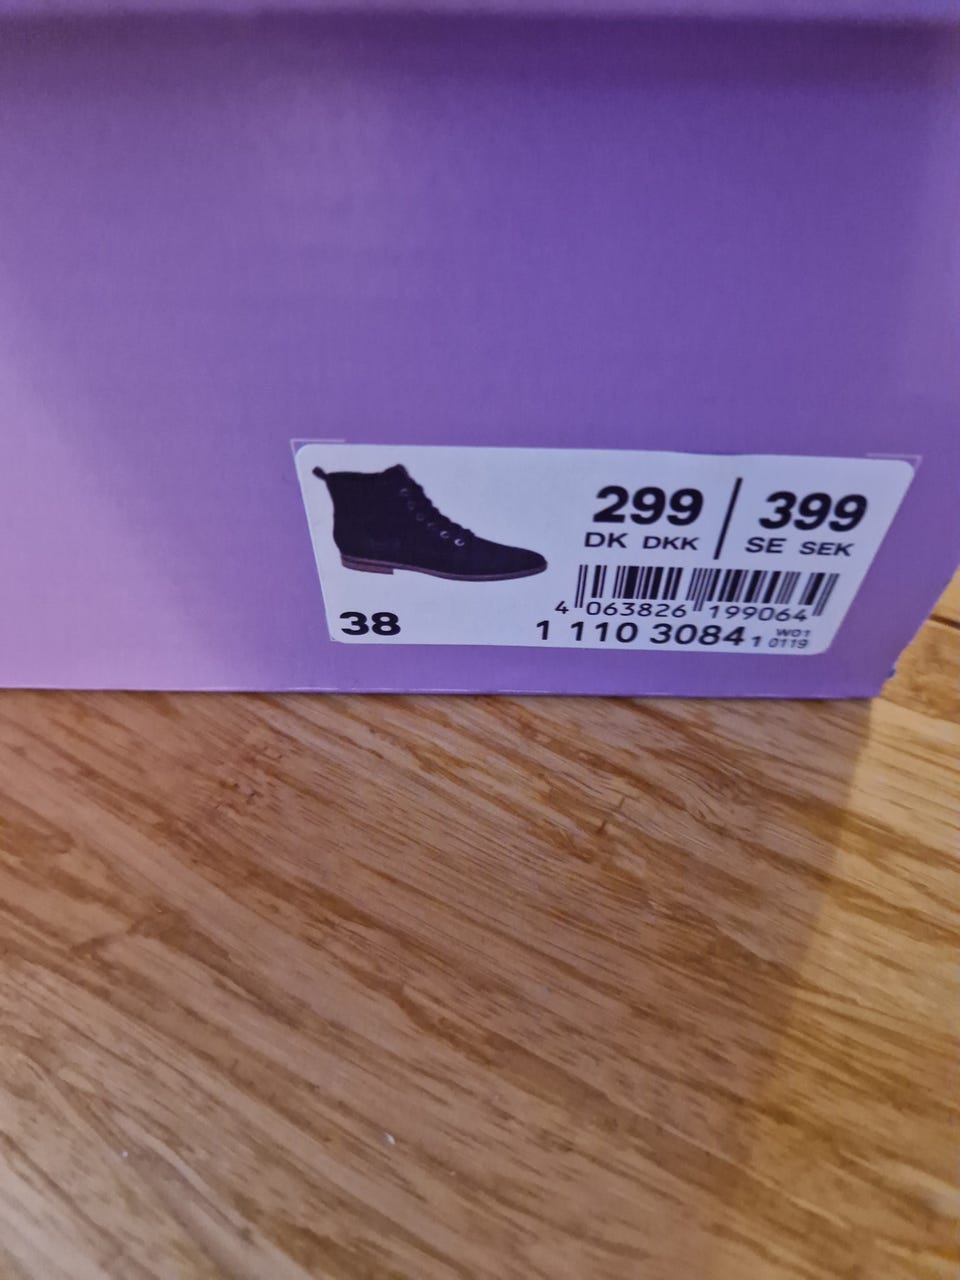 299 | 399
DK DKK SE SEK
4 063826 199064
38
1 110 3084 1 W01
0119